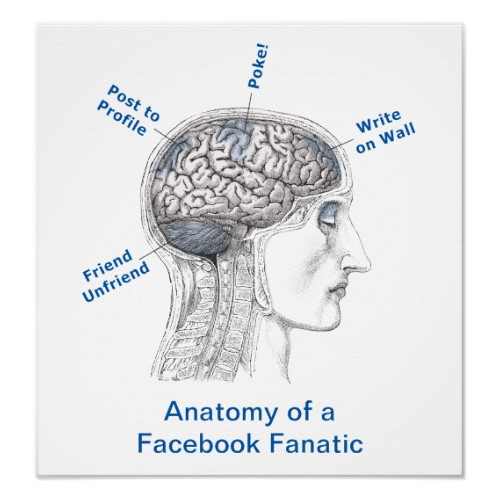 Poke!
Post to
Profile
Write
on Wall
Friend
Unfriend
Anatomy of a
Facebook Fanatic